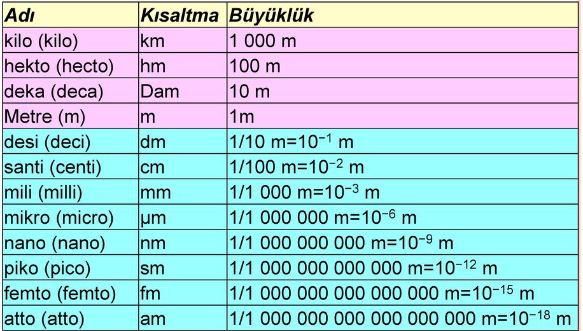 Adı Kısaltma Büyüklük
kilo (kilo) km 1 000 m
hekto (hecto) hm 100 m
deka (deca) Dam 10 m
Metre (m) m 1m
desi (deci) dm 1/10 m=10⁻¹ m
santi (centi) cm 1/100 m=10⁻² m
mili (milli) mm 1/1 000 m=10⁻³ m
mikro (micro) µm 1/1 000 000 m=10⁻⁶ m
nano (nano) nm 1/1 000 000 000 m=10⁻⁹ m
piko (pico) sm 1/1 000 000 000 000 m=10⁻¹² m
femto (femto) fm 1/1 000 000 000 000 000 m=10⁻¹⁵ m
atto (atto) am 1/1 000 000 000 000 000 000 m=10⁻¹⁸ m